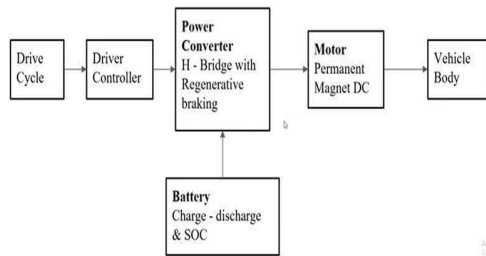 Drive
Cycle
Driver
Controller
Power
Converter
H - Bridge with
Regenerative
braking
Motor
Permanent
Magnet DC
Vehicle
Body
Battery
Charge - discharge
& SOC